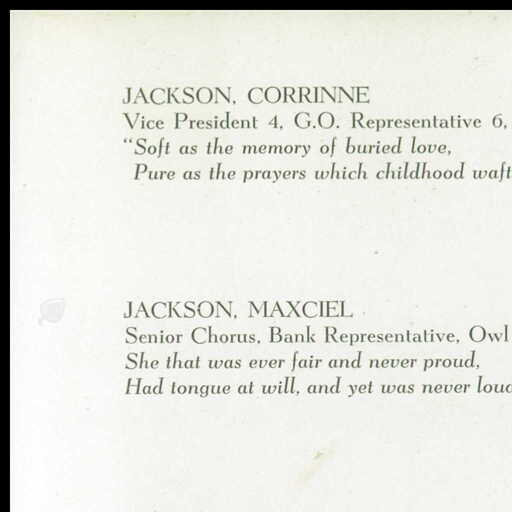 JACKSON, CORRINNE
Vice President 4, G.O. Representative 6,
“Soft as the memory of buried love,
Pure as the prayers which childhood
JACKSON, MAXCIEL
Senior Chorus, Bank Representative, Owl
She that was ever fair and never proud,
Had tongue at will, and yet was never